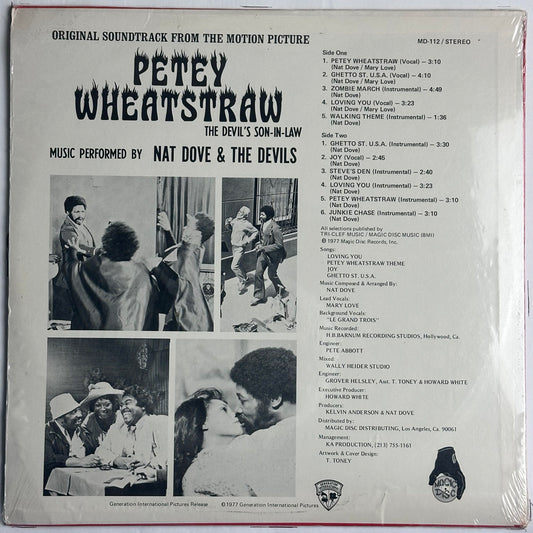 ORIGINAL SOUNDTRACK FROM THE MOTION PICTURE
PETEY
WHEATSTRAW
THE DEVIL'S SON-IN-LAW
MUSIC PERFORMED BY NAT DOVE & THE DEVILS
MD-112 / STEREO
Side One
1. PETEY WHEATSTRAW (Vocal) – 3:10
(Nat Dove / Mary Love)
2. GHETTO ST. U.S.A. (Vocal) – 4:10
(Nat Dove / Mary Love)
3. ZOMBIE MARCH (Instrumental) – 4:49
(Nat Dove)
4. LOVING YOU (Vocal) – 3:23
(Nat Dove / Mary Love)
5. WALKING THEME (Instrumental) – 1:36
(Nat Dove)
Side Two
1. GHETTO ST. U.S.A. (Instrumental) – 3:30
(Nat Dove)
2. JOY (Vocal) – 2:45
(Nat Dove)
3. STEVE'S DEN (Instrumental) – 2:40
(Nat Dove)
4. LOVING YOU (Instrumental) – 3:23
(Nat Dove)
5. PETEY WHEATSTRAW (Instrumental) – 3:10
(Nat Dove)
6. JUNKIE CHASE (Instrumental) – 3:10
(Nat Dove)
All selections published by
TRI-CLEF MUSIC / MAGIC DISC MUSIC (BMI)
℗ 1977 Magic Disc Records, Inc.
Songs:
LOVING YOU
PETEY WHEATSTRAW THEME
JOY
GHETTO ST. U.S.A.
Music Composed & Arranged By:
NAT DOVE
Lead Vocals:
MARY LOVE
Background Vocals:
"LE GRAND TROIS"
Music Recorded:
H.B. BARNUM RECORDING STUDIOS, Hollywood, Ca.
Engineer:
PETE ABBOTT
Mixed:
WALLY HEIDER STUDIO
Engineer:
GROVER HELSLEY, Asst. T. TONEY & HOWARD WHITE
Executive Producer:
HOWARD WHITE
Producers:
KELVIN ANDERSON & NAT DOVE
Distributed by:
MAGIC DISC DISTRIBUTING, Los Angeles, Ca. 90061
Management:
KA PRODUCTION, (213) 755-1161
Artwork & Cover Design:
T. TONEY
MAGIC
DISC
Generation International Pictures Release
©1977 Generation International Pictures